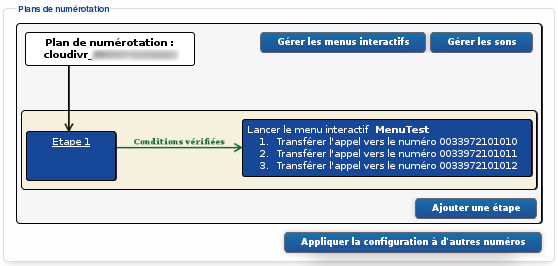 Plans de numérotation
Plan de numérotation :
cloudivr_
Gérer les menus interactifs
Gérer les sons
Etape 1
Conditions vérifiées
Lancer le menu interactif MenuTest
1. Transférer l'appel vers le numéro 0033972101010
2. Transférer l'appel vers le numéro 0033972101011
3. Transférer l'appel vers le numéro 0033972101012
Ajouter une étape
Appliquer la configuration à d'autres numéros